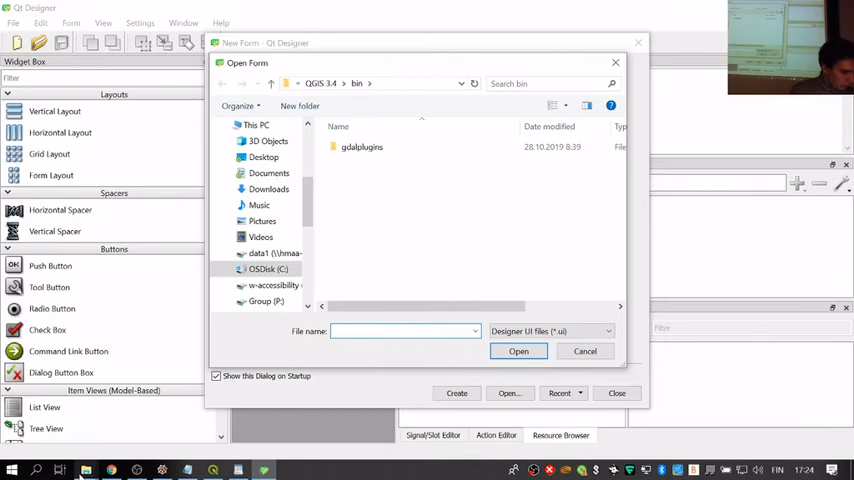 Qt Designer
File Edit Form View Settings Window Help
Widget Box
Filter
Layouts
Vertical Layout
Horizontal Layout
Grid Layout
Form Layout
Spacers
Horizontal Spacer
Vertical Spacer
Buttons
Push Button
Tool Button
Radio Button
Check Box
Command Link Button
Dialog Button Box
Item Views (Model-Based)
List View
Tree View
New Form - Qt Designer
Open Form
« QGIS 3.4 › bin ›
Search bin
Organize New folder
This PC
3D Objects
Desktop
Documents
Downloads
Music
Pictures
Videos
data1 (\\hmaa-
OSDisk (C:)
w-accessibility
Group (P:)
Name Date modified Ty
gdalplugins 28.10.2019 8:39 File
File name: Designer UI files (*.ui)
Open Cancel
Show this Dialog on Startup
Create Open... Recent Close
Filter
Signal/Slot Editor Action Editor Resource Browser
FIN 17:24